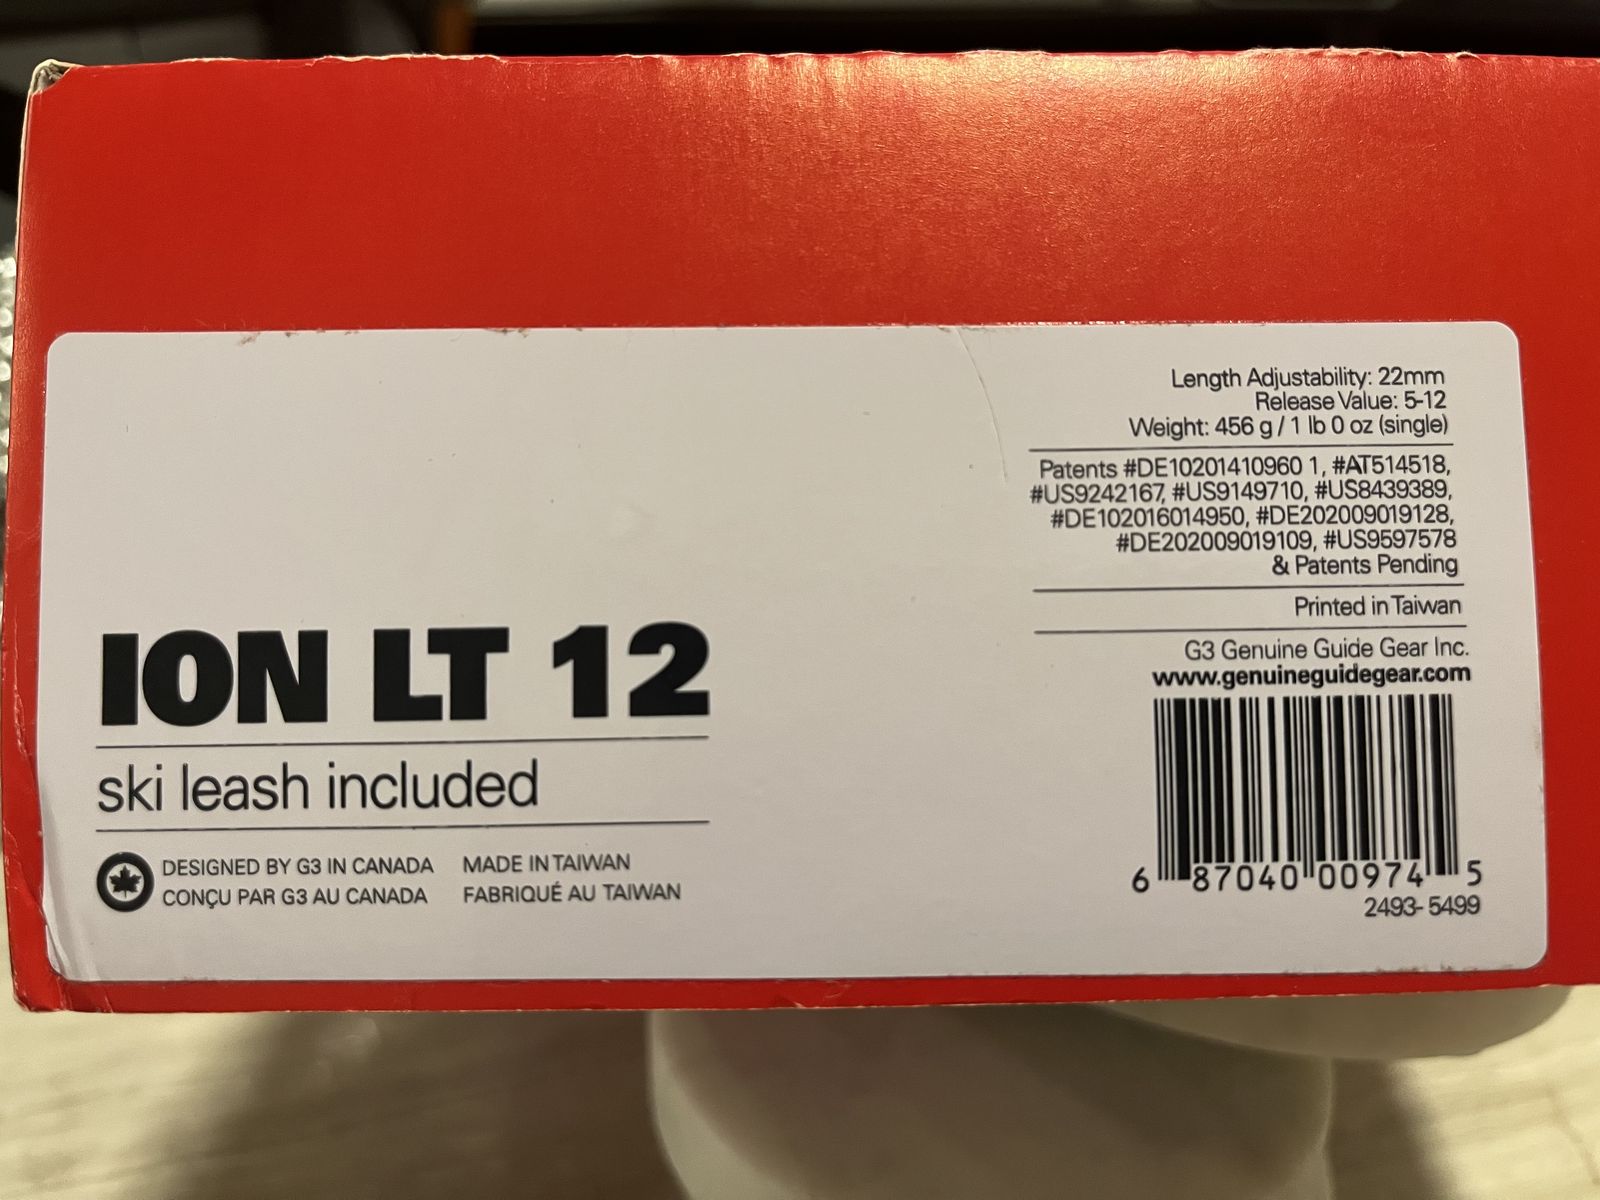 ION LT 12
ski leash included
DESIGNED BY G3 IN CANADA
CONÇU PAR G3 AU CANADA
MADE IN TAIWAN
FABRIQUÉ AU TAIWAN
Length Adjustability: 22mm
Release Value: 5-12
Weight: 456 g / 1 lb 0 oz (single)
Patents #DE10201410960 1, #AT514518,
#US9242167, #US9149710, #US8439389,
#DE102016014950, #DE202009019128,
#DE202009019109, #US9597578
& Patents Pending
Printed in Taiwan
G3 Genuine Guide Gear Inc.
www.genuineguidegear.com
6 87040 00974 5
2493-5499